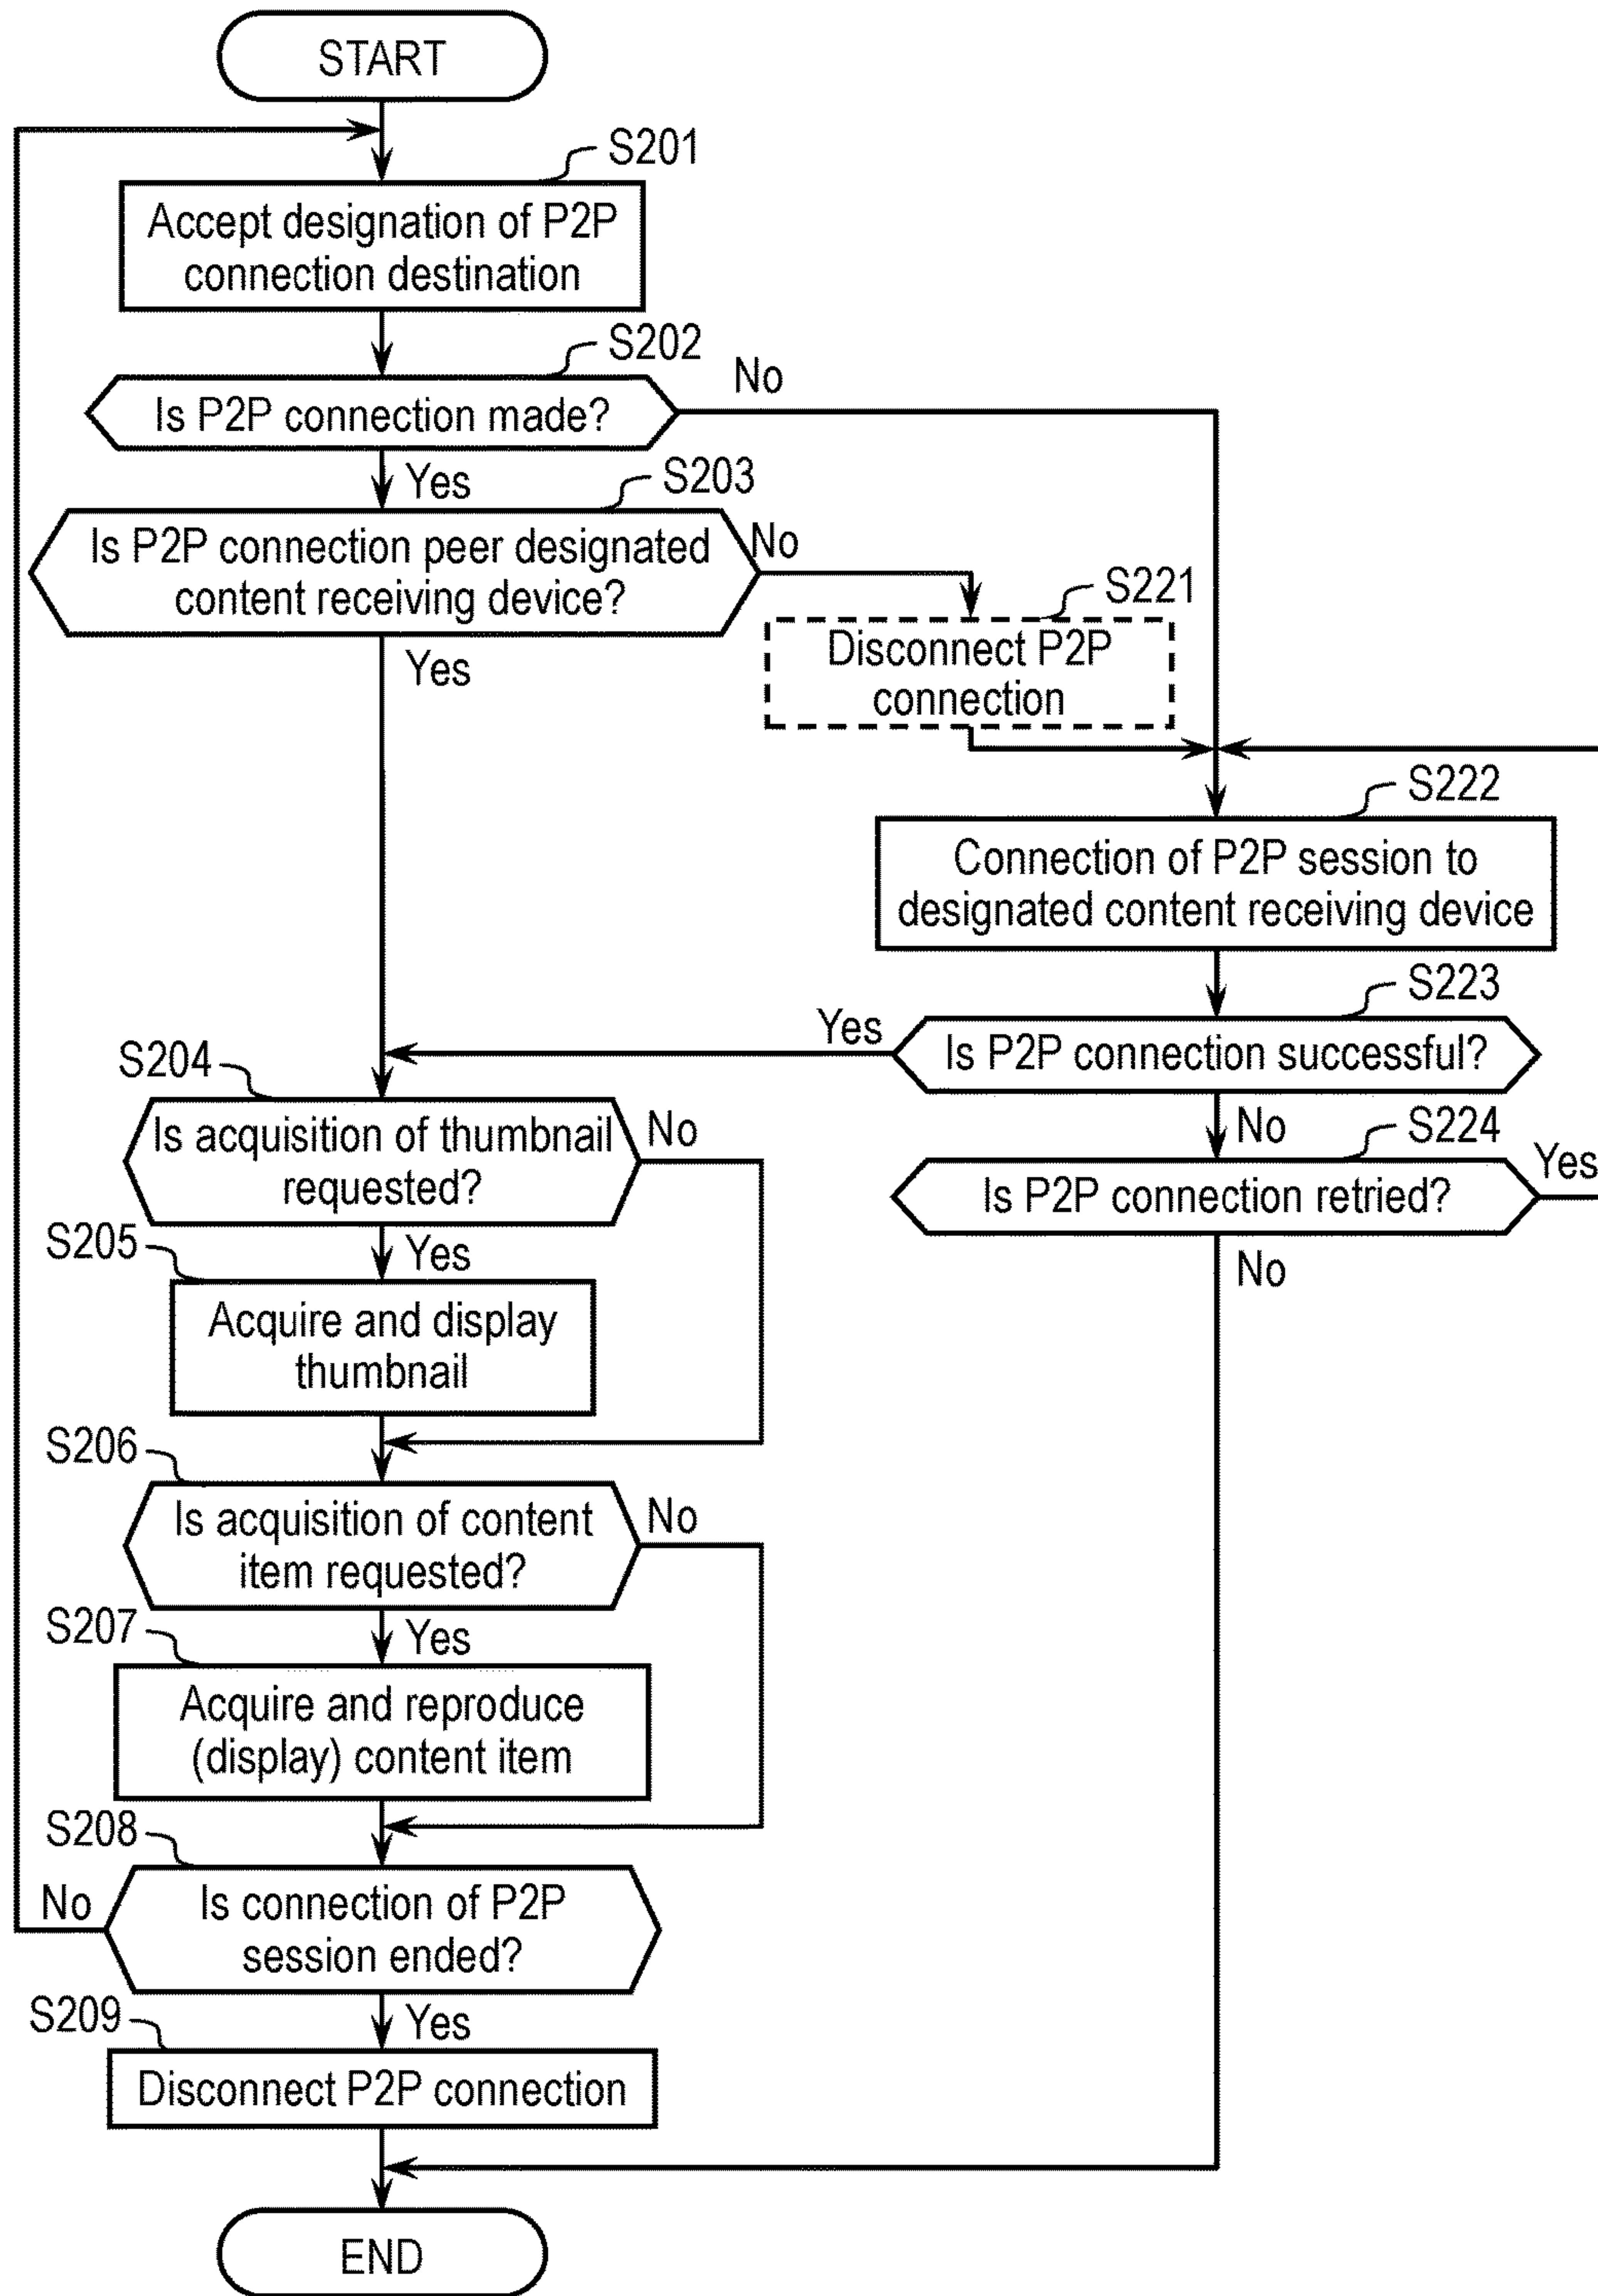 START
S201
Accept designation of P2P
connection destination
S202
Is P2P connection made?
No
Yes
S203
Is P2P connection peer designated
content receiving device?
No
Yes
S221
Disconnect P2P
connection
S222
Connection of P2P session to
designated content receiving device
S223
Is P2P connection successful?
Yes
No
S224
Is P2P connection retried?
Yes
No
S204
Is acquisition of thumbnail
requested?
No
Yes
S205
Acquire and display
thumbnail
S206
Is acquisition of content
item requested?
No
Yes
S207
Acquire and reproduce
(display) content item
S208
Is connection of P2P
session ended?
No
Yes
S209
Disconnect P2P connection
END